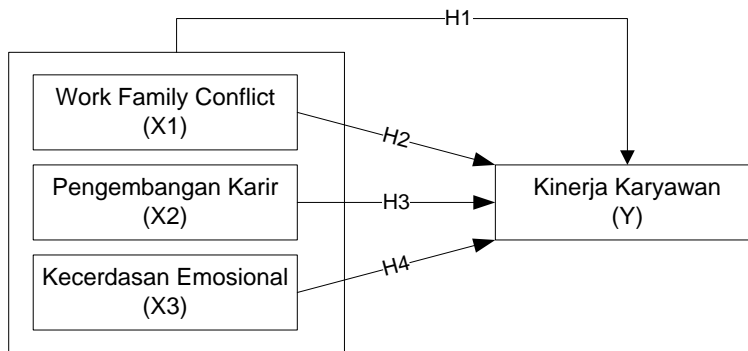 H1
Work Family Conflict
(X1)
H2
Pengembangan Karir
(X2)
H3
Kinerja Karyawan
(Y)
Kecerdasan Emosional
(X3)
H4